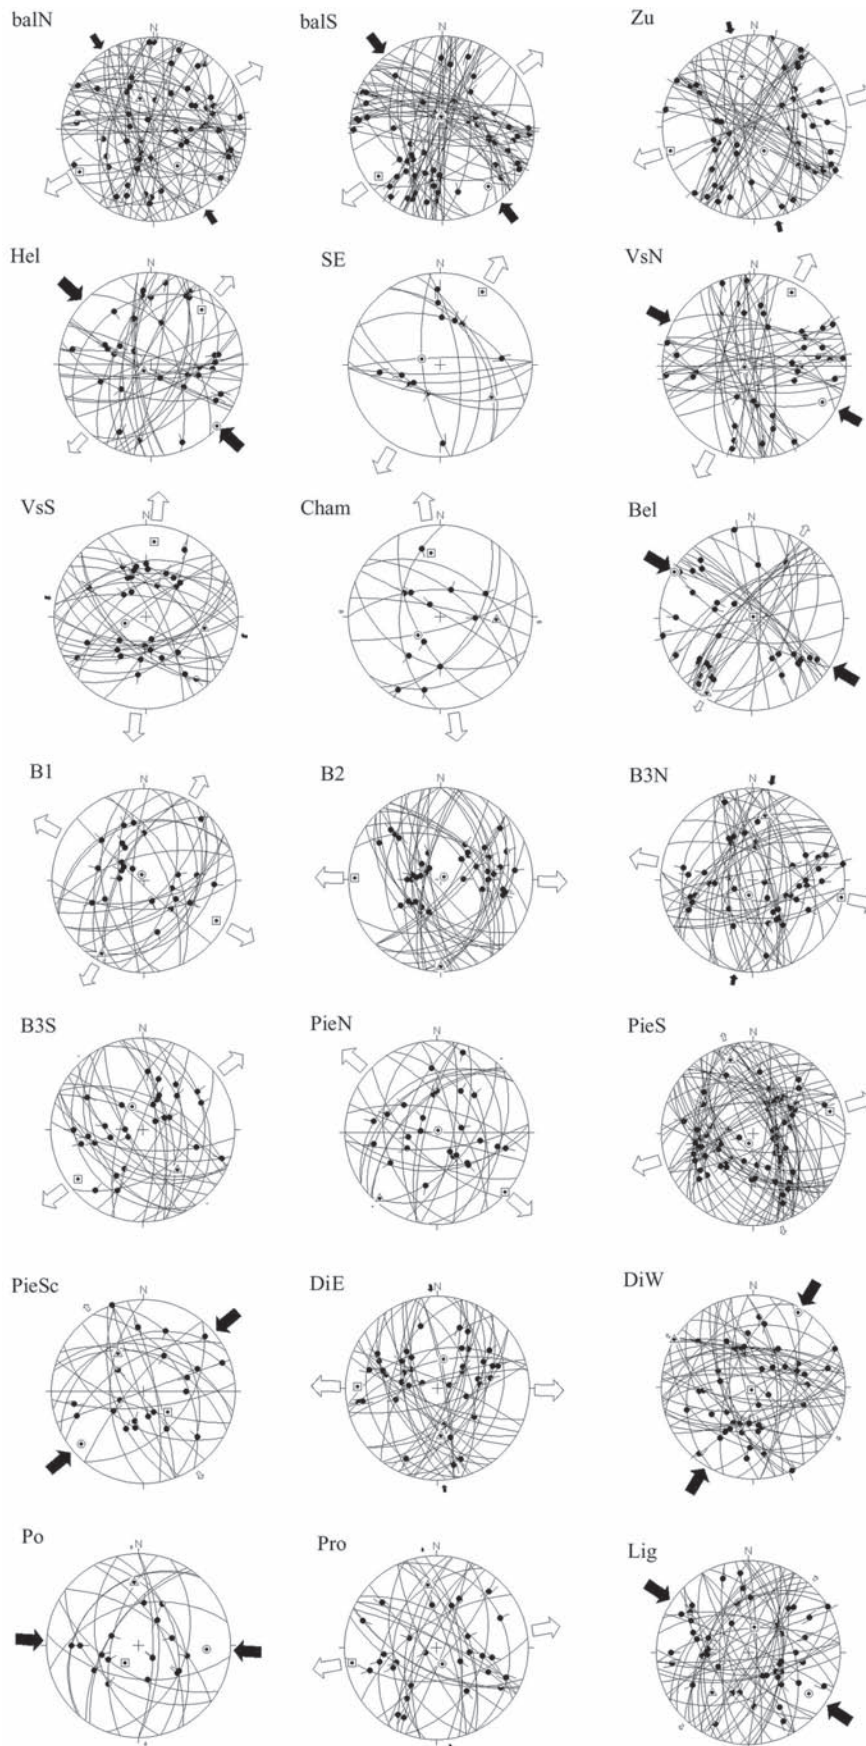 balN balS Zu
N N N
Hel SE VsN
N N N
VsS Cham Bel
N N N
B1 B2 B3N
N N N
B3S PieN PieS
N N N
PieSc DiE DiW
N N N
Po Pro Lig
N N N